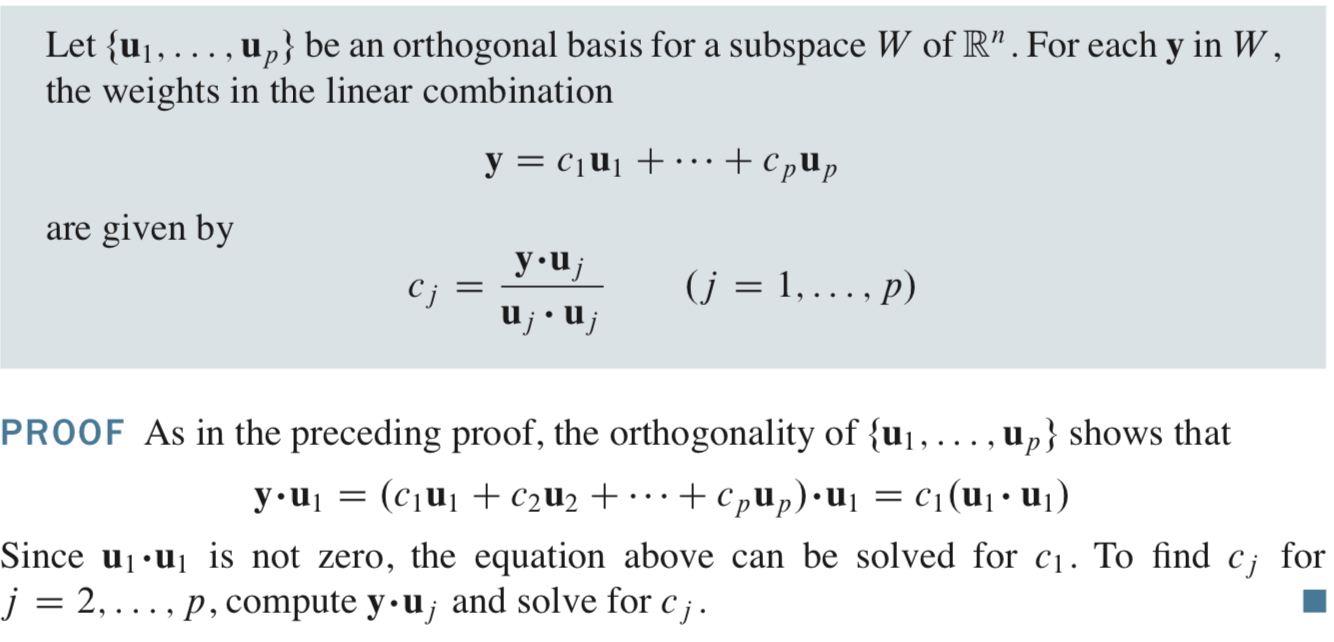 Let {u₁, . . . , uₚ} be an orthogonal basis for a subspace W of ℝⁿ. For each y in W,
the weights in the linear combination
y = c₁u₁ + ··· + cₚuₚ
are given by
cⱼ = (y·uⱼ)/(uⱼ·uⱼ) (j = 1, . . . , p)
PROOF As in the preceding proof, the orthogonality of {u₁, . . . , uₚ} shows that
y·u₁ = (c₁u₁ + c₂u₂ + ··· + cₚuₚ)·u₁ = c₁(u₁·u₁)
Since u₁·u₁ is not zero, the equation above can be solved for c₁. To find cⱼ for
j = 2, . . . , p, compute y·uⱼ and solve for cⱼ.